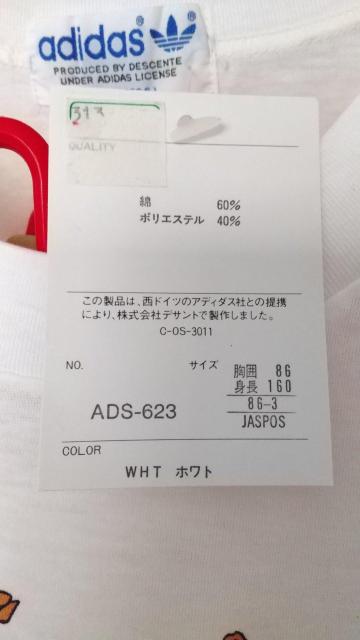 adidas
PRODUCED BY DESCENTE
UNDER ADIDAS LICENSE
QUALITY
綿 60%
ポリエステル 40%
この製品は、西ドイツのアディダス社との提携
により、株式会社デサントで製作しました。
C-OS-3011
NO. サイズ
胸囲 86
身長 160
ADS-623
86-3
JASPOS
COLOR
WHT ホワト